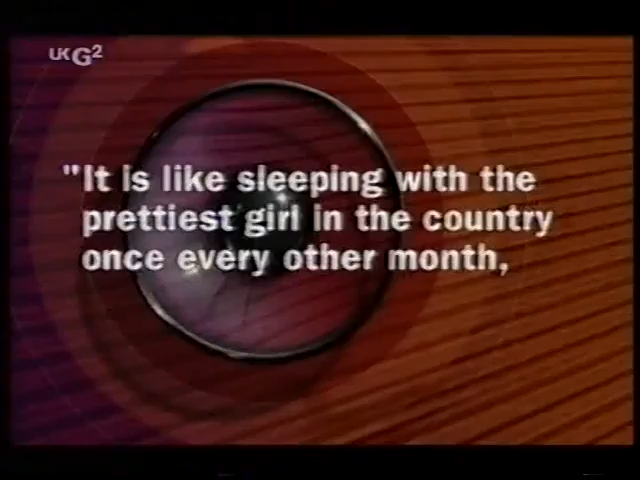 UKG2
"It is like sleeping with the
prettiest girl in the country
once every other month,